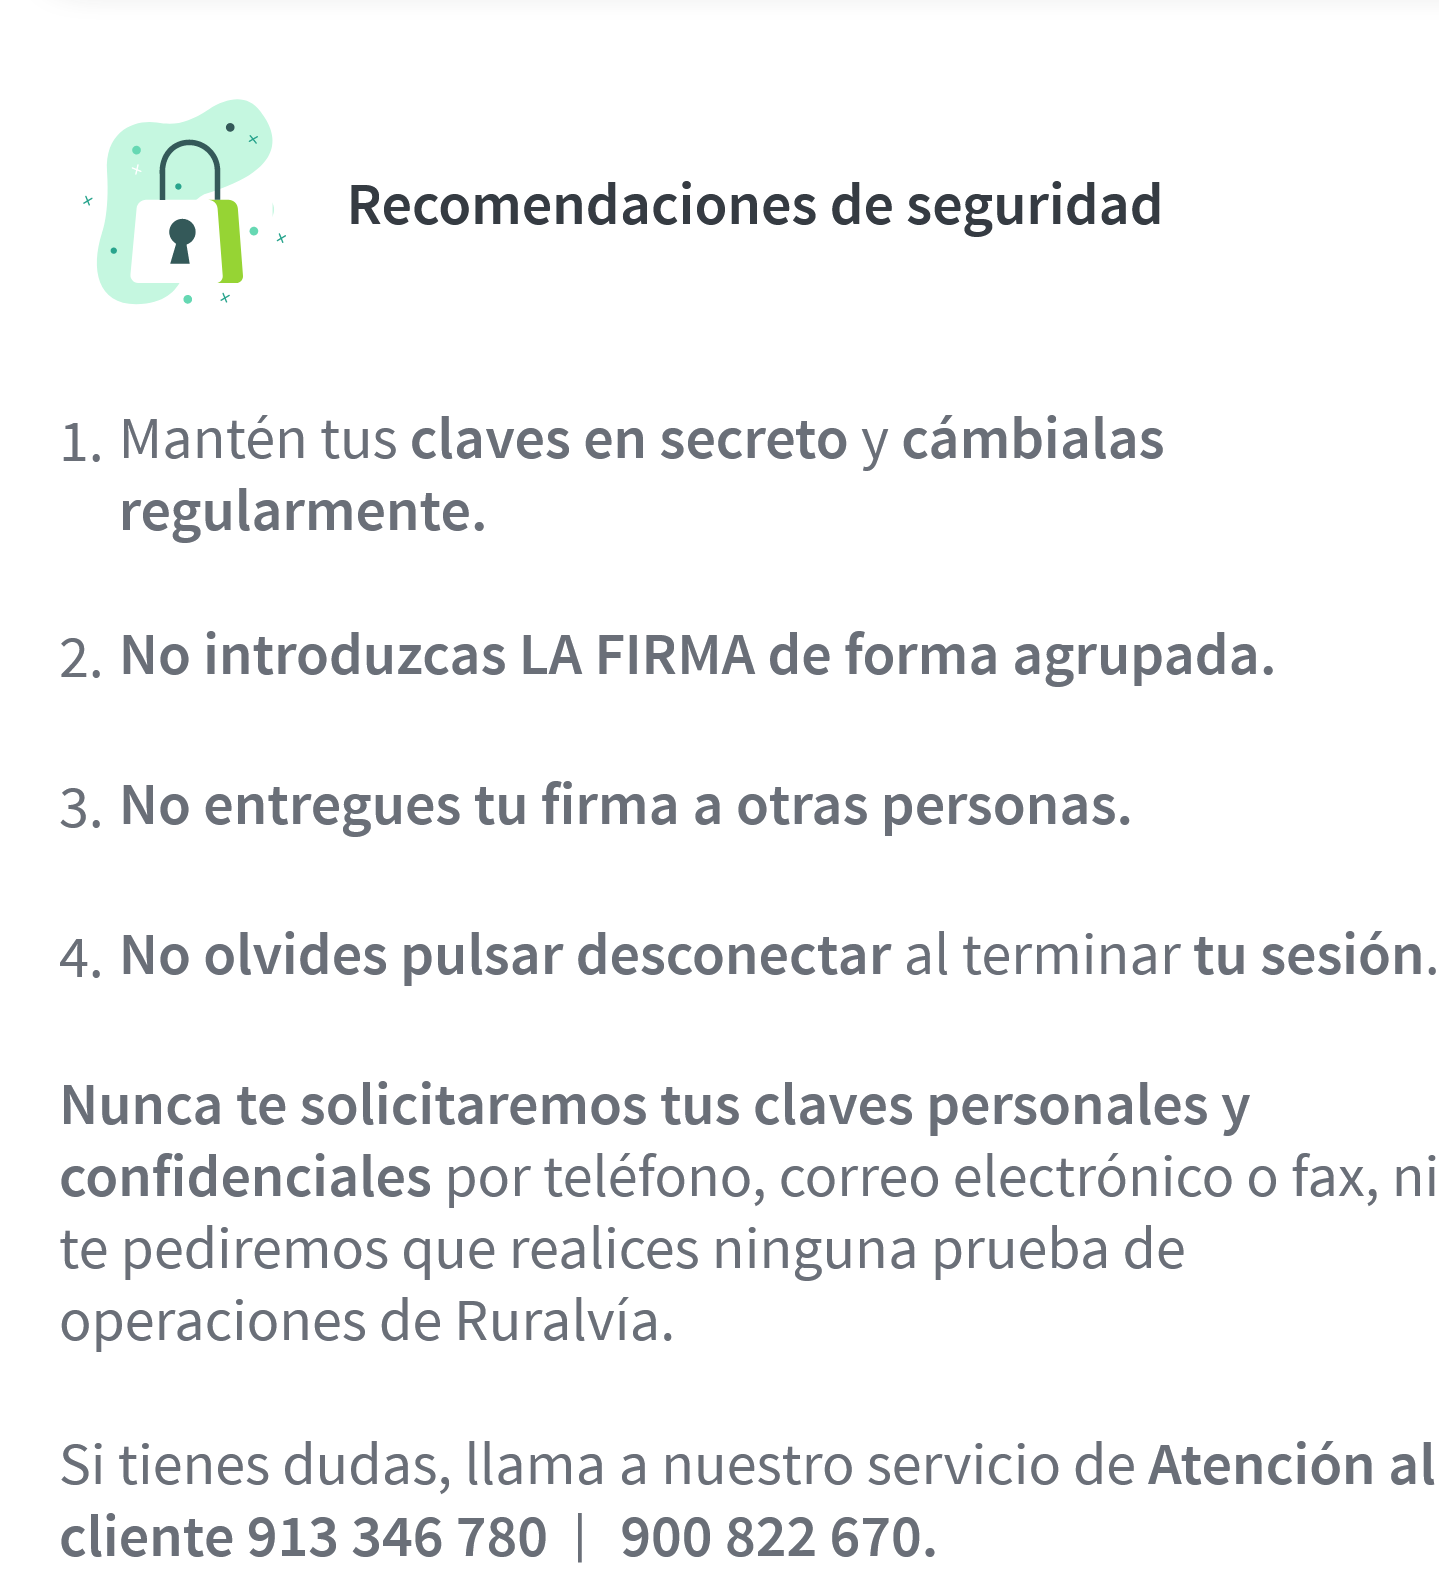 Recomendaciones de seguridad
1. Mantén tus claves en secreto y cámbialas
regularmente.
2. No introduzcas LA FIRMA de forma agrupada.
3. No entregues tu firma a otras personas.
4. No olvides pulsar desconectar al terminar tu sesión.
Nunca te solicitaremos tus claves personales y
confidenciales por teléfono, correo electrónico o fax, ni
te pediremos que realices ninguna prueba de
operaciones de Ruralvía.
Si tienes dudas, llama a nuestro servicio de Atención al
cliente 913 346 780 | 900 822 670.